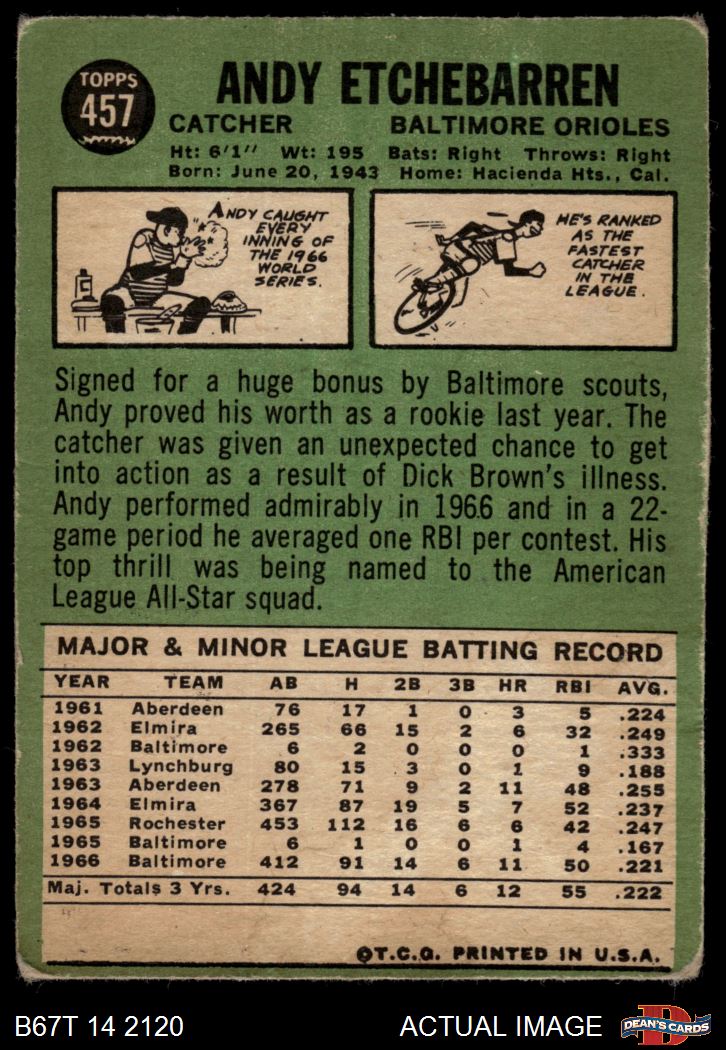 TOPPS
457
ANDY ETCHEBARREN
CATCHER BALTIMORE ORIOLES
Ht: 6'1" Wt: 195 Bats: Right Throws: Right
Born: June 20, 1943 Home: Hacienda Hts., Cal.
ANDY CAUGHT
EVERY
INNING OF
THE 1966
WORLD
SERIES.
HE'S RANKED
AS THE
FASTEST
CATCHER
IN THE
LEAGUE.
Signed for a huge bonus by Baltimore scouts,
Andy proved his worth as a rookie last year. The
catcher was given an unexpected chance to get
into action as a result of Dick Brown's illness.
Andy performed admirably in 1966 and in a 22-
game period he averaged one RBI per contest. His
top thrill was being named to the American
League All-Star squad.
MAJOR & MINOR LEAGUE BATTING RECORD
YEAR TEAM AB H 2B 3B HR RBI AVG.
1961 Aberdeen 76 17 1 0 3 5 .224
1962 Elmira 265 66 15 2 6 32 .249
1962 Baltimore 6 2 0 0 0 1 .333
1963 Lynchburg 80 15 3 0 1 9 .188
1963 Aberdeen 278 71 9 2 11 48 .255
1964 Elmira 367 87 19 5 7 52 .237
1965 Rochester 453 112 16 6 6 42 .247
1965 Baltimore 6 1 0 0 1 4 .167
1966 Baltimore 412 91 14 6 11 50 .221
Maj. Totals 3 Yrs. 424 94 14 6 12 55 .222
©T.C.G. PRINTED IN U.S.A.
B67T 14 2120 ACTUAL IMAGE
D
DEAN'S CARDS